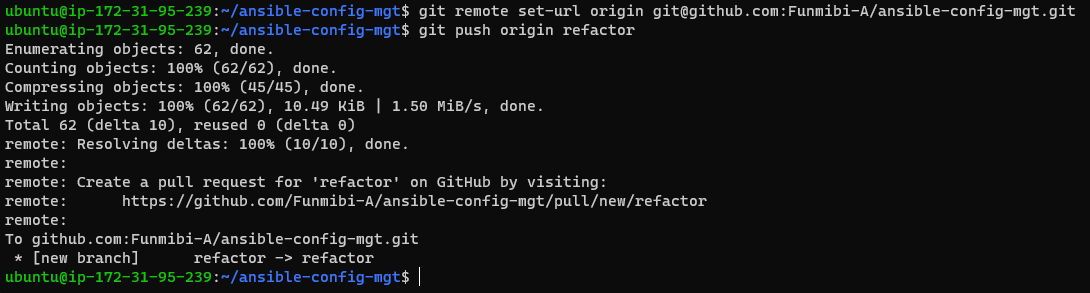 ubuntu@ip-172-31-95-239:~/ansible-config-mgt$ git remote set-url origin git@github.com:Funmibi-A/ansible-config-mgt.git
ubuntu@ip-172-31-95-239:~/ansible-config-mgt$ git push origin refactor
Enumerating objects: 62, done.
Counting objects: 100% (62/62), done.
Compressing objects: 100% (45/45), done.
Writing objects: 100% (62/62), 10.49 KiB | 1.50 MiB/s, done.
Total 62 (delta 10), reused 0 (delta 0)
remote: Resolving deltas: 100% (10/10), done.
remote:
remote: Create a pull request for 'refactor' on GitHub by visiting:
remote:      https://github.com/Funmibi-A/ansible-config-mgt/pull/new/refactor
remote:
To github.com:Funmibi-A/ansible-config-mgt.git
 * [new branch]      refactor -> refactor
ubuntu@ip-172-31-95-239:~/ansible-config-mgt$